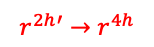 r^{2h′} → r^{4h}